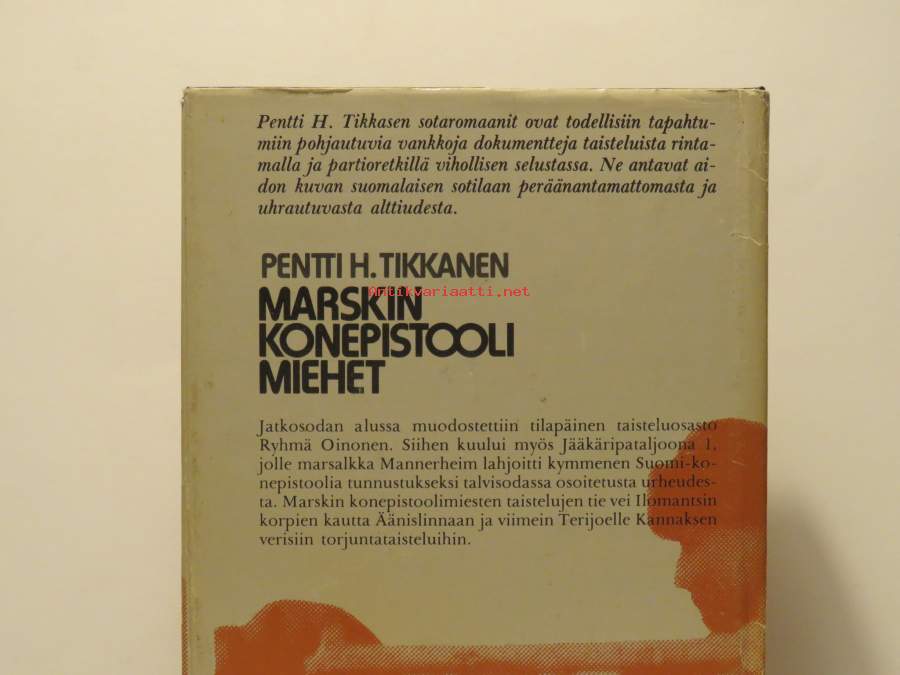 Pentti H. Tikkasen sotaromaanit ovat todellisiin tapahtu-
miin pohjautuvia vankkoja dokumentteja taisteluista rinta-
malla ja partioretkillä vihollisen selustassa. Ne antavat ai-
don kuvan suomalaisen sotilaan peräänantamattomasta ja
uhrautuvasta alttiudesta.
PENTTI H. TIKKANEN
Antikvariaatti.net
MARSKIN
KONEPISTOOLI
MIEHET
Jatkosodan alussa muodostettiin tilapäinen taisteluosasto
Ryhmä Oinonen. Siihen kuului myös Jääkäripataljoona 1,
jolle marsalkka Mannerheim lahjoitti kymmenen Suomi-ko-
nepistoolia tunnustukseksi talvisodassa osoitetusta urheudes-
ta. Marskin konepistoolimiesten taistelujen tie vei Ilomantsin
korpien kautta Äänislinnaan ja viimein Terijoelle Kannaksen
verisiin torjuntataisteluihin.